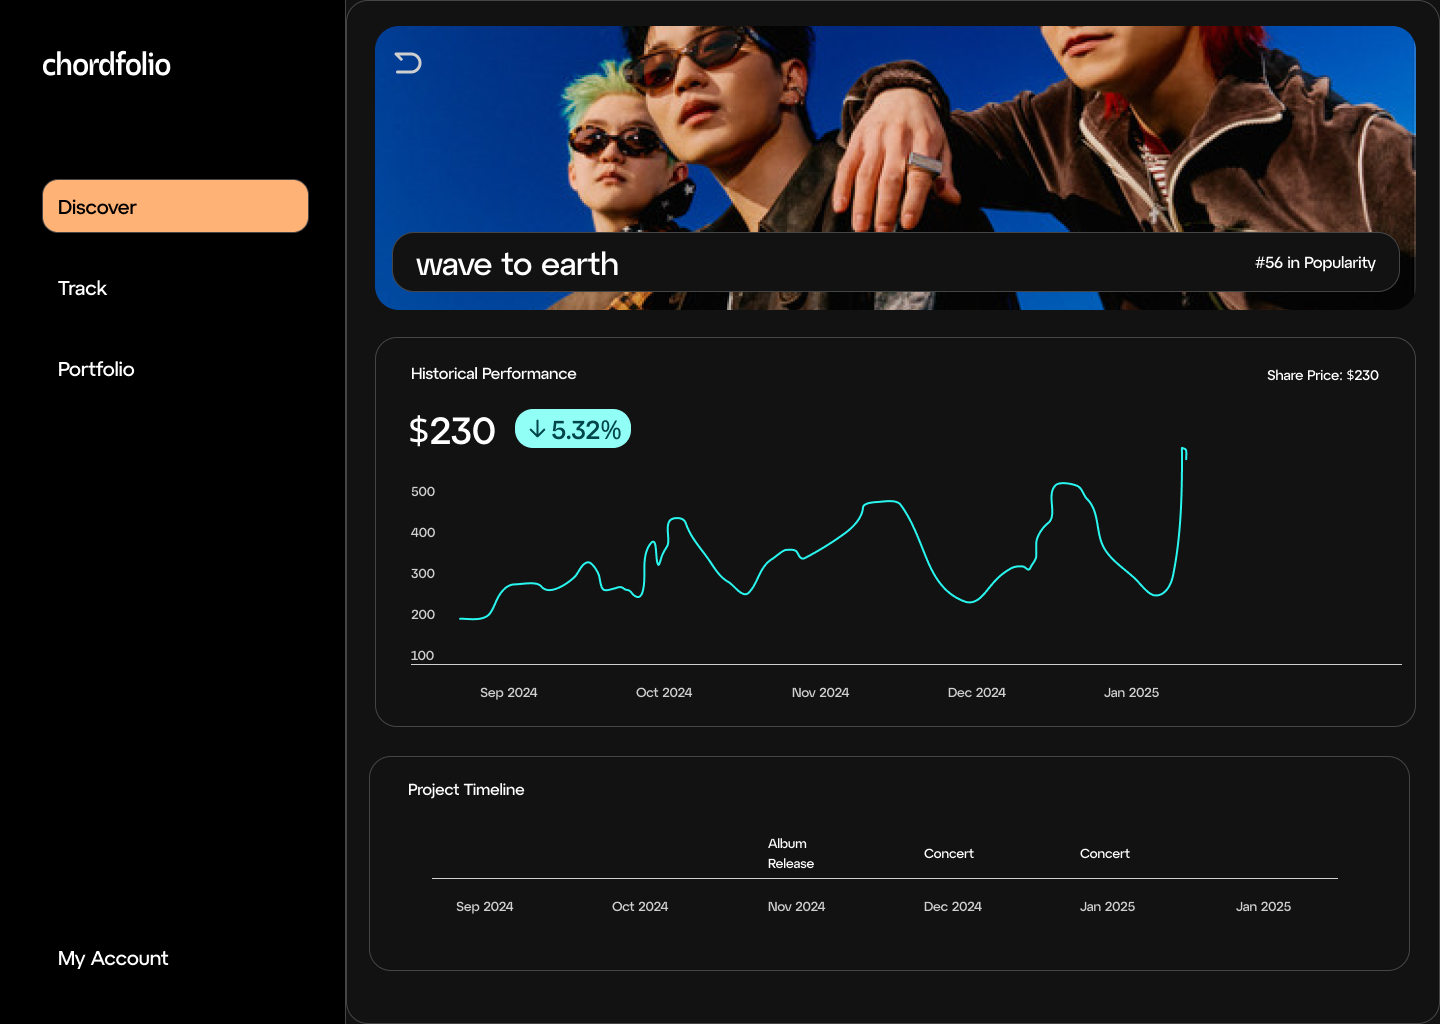 chordfolio
Discover
Track
Portfolio
My Account
wave to earth
#56 in Popularity
Historical Performance
Share Price: $230
$230
↓ 5.32%
500
400
300
200
100
Sep 2024
Oct 2024
Nov 2024
Dec 2024
Jan 2025
Project Timeline
Album
Release
Concert
Concert
Sep 2024
Oct 2024
Nov 2024
Dec 2024
Jan 2025
Jan 2025